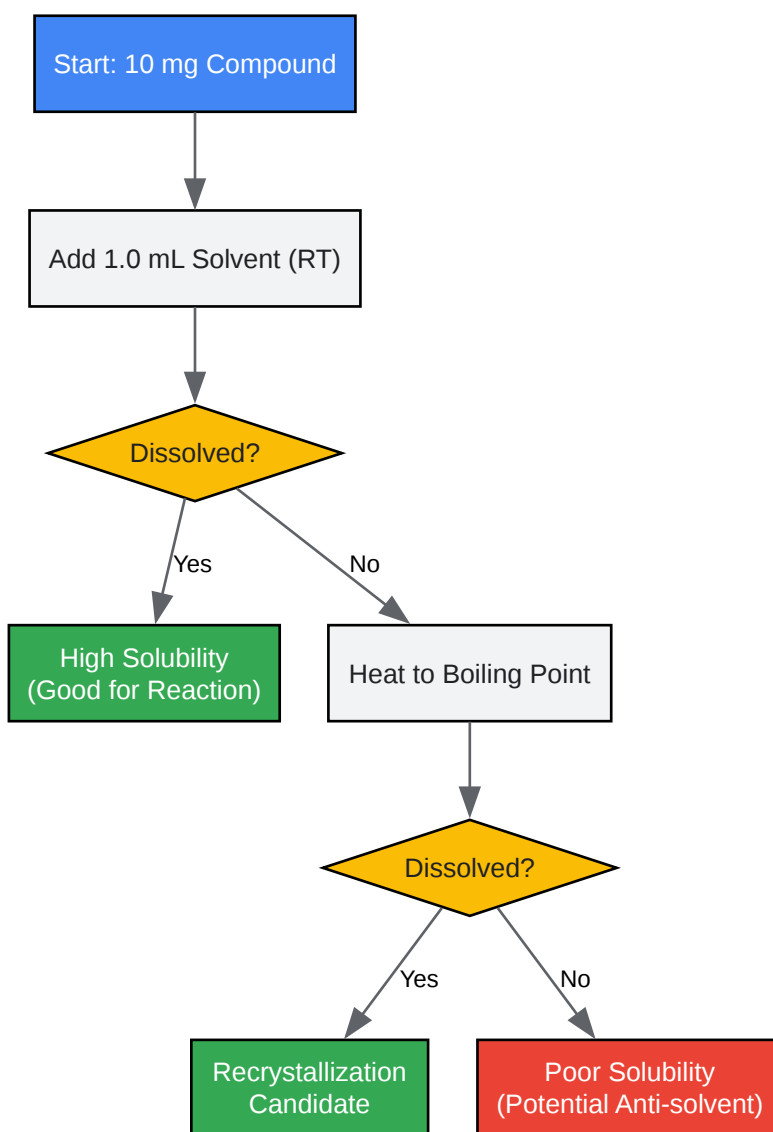 Start: 10 mg Compound
Add 1.0 mL Solvent (RT)
Dissolved?
Yes
No
High Solubility
(Good for Reaction)
Heat to Boiling Point
Dissolved?
Yes
No
Recrystallization
Candidate
Poor Solubility
(Potential Anti-solvent)